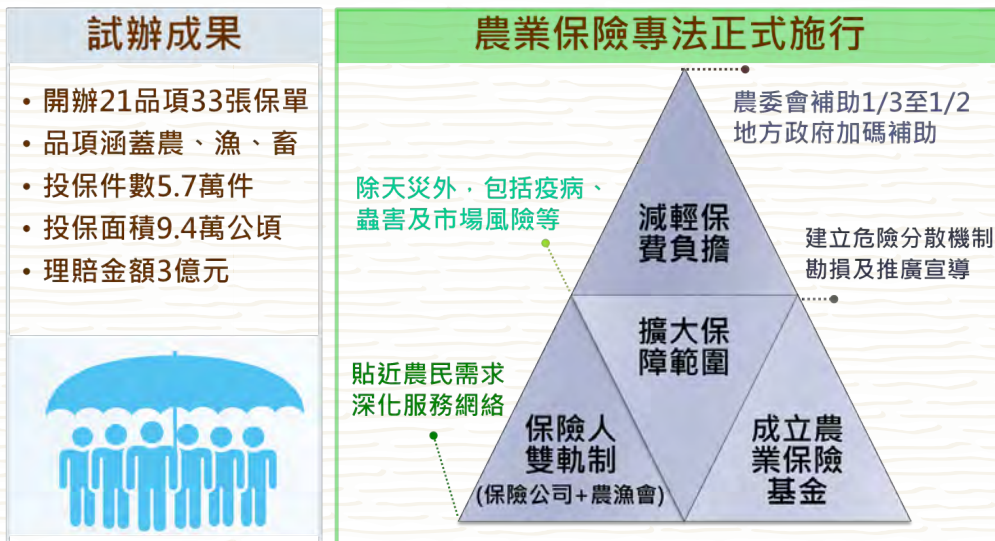 試辦成果
• 開辦21品項33張保單
• 品項涵蓋農、漁、畜
• 投保件數5.7萬件
• 投保面積9.4萬公頃
• 理賠金額3億元
農業保險專法正式施行
農委會補助1/3至1/2
地方政府加碼補助
除天災外，包括疫病、
蟲害及市場風險等
減輕保
費負擔
建立危險分散機制
勘損及推廣宣導
擴大保
障範圍
貼近農民需求
深化服務網絡
保險人
雙軌制
(保險公司+農漁會)
成立農
業保險
基金